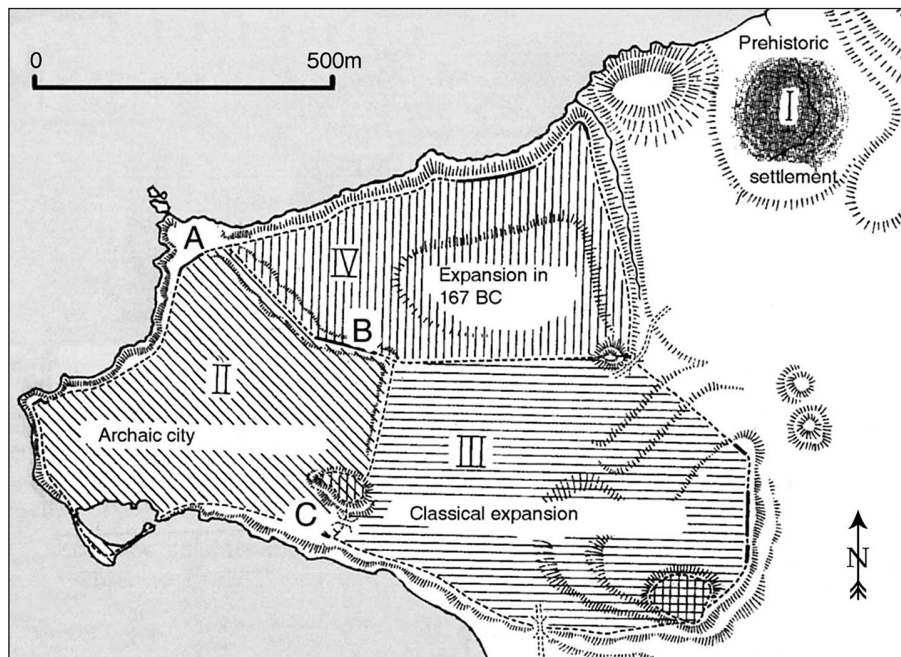 0 500m
Prehistoric
I
settlement
A
IV
Expansion in
167 BC
B
II
Archaic city
III
C
Classical expansion
N